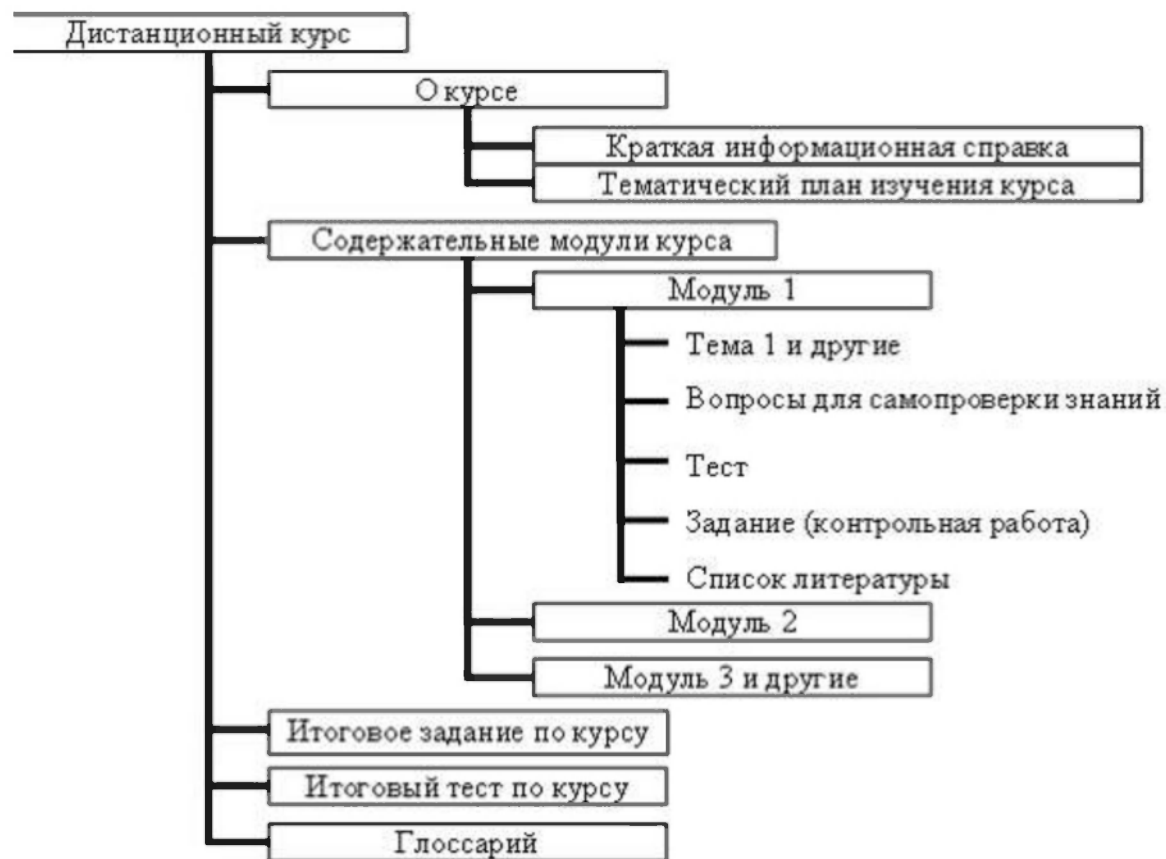 Дистанционный курс
О курсе
Краткая информационная справка
Тематический план изучения курса
Содержательные модули курса
Модуль 1
Тема 1 и другие
Вопросы для самопроверки знаний
Тест
Задание (контрольная работа)
Список литературы
Модуль 2
Модуль 3 и другие
Итоговое задание по курсу
Итоговый тест по курсу
Глоссарий